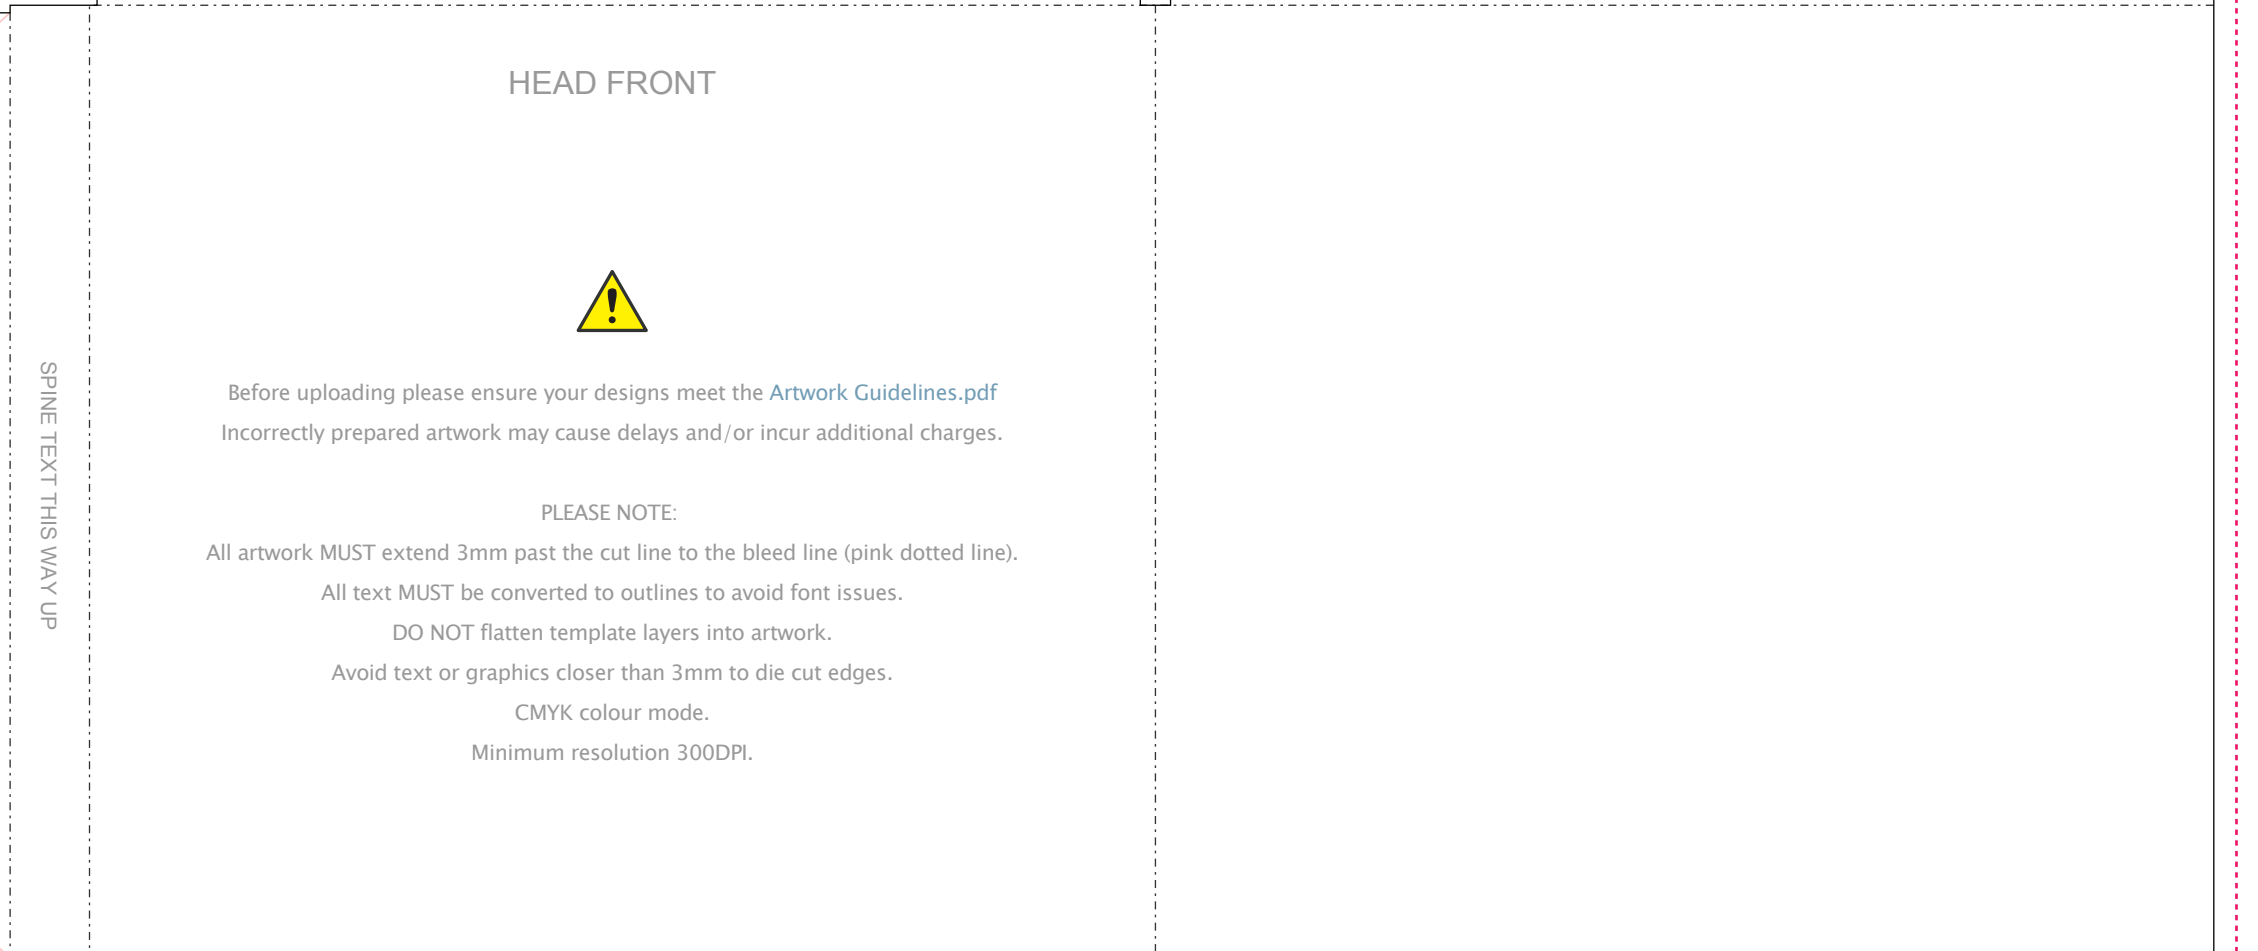 HEAD FRONT
SPINE TEXT THIS WAY UP
Before uploading please ensure your designs meet the Artwork Guidelines.pdf
Incorrectly prepared artwork may cause delays and/or incur additional charges.
PLEASE NOTE:
All artwork MUST extend 3mm past the cut line to the bleed line (pink dotted line).
All text MUST be converted to outlines to avoid font issues.
DO NOT flatten template layers into artwork.
Avoid text or graphics closer than 3mm to die cut edges.
CMYK colour mode.
Minimum resolution 300DPI.